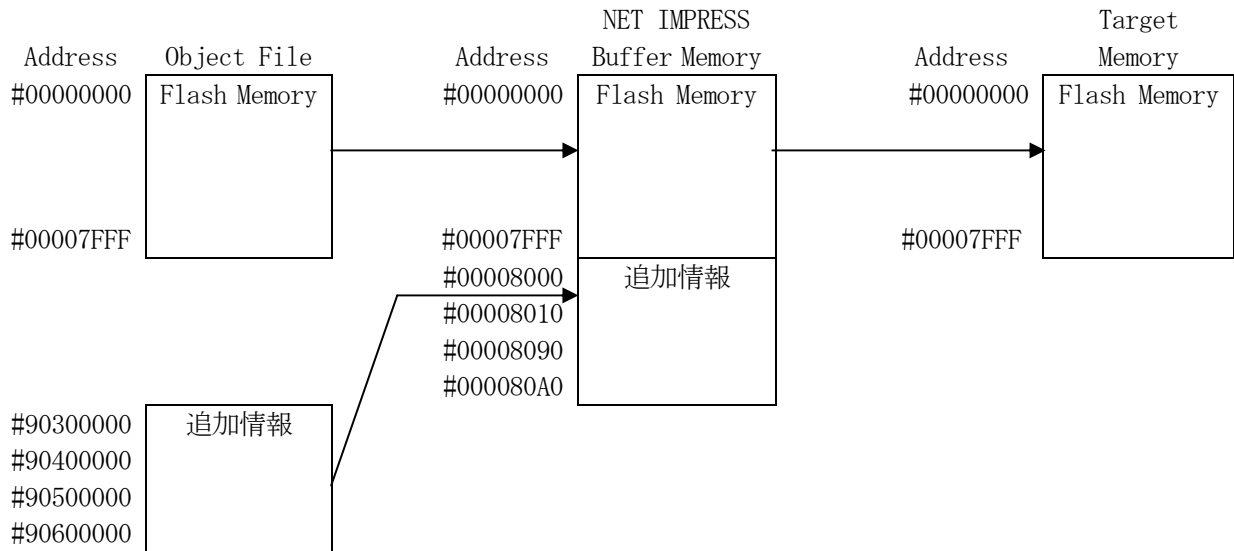 NET IMPRESS Target
Address Object File Address Buffer Memory Address Memory
#00000000 Flash Memory #00000000 Flash Memory #00000000 Flash Memory
#00007FFF #00007FFF #00007FFF
#00008000 追加情報
#00008010
#00008090
#000080A0
#90300000 追加情報
#90400000
#90500000
#90600000